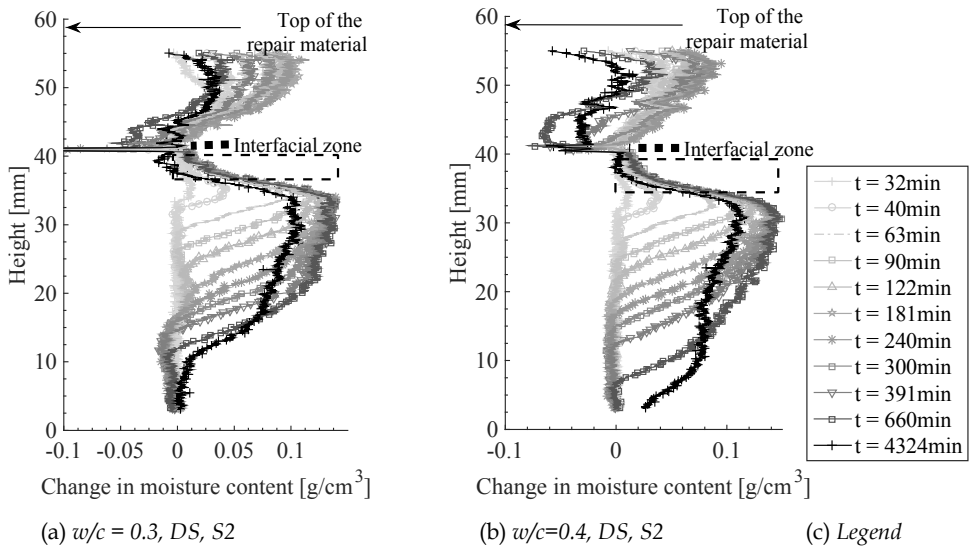 60
50
40
30
20
10
0
Height [mm]
-0.1
-0.05
0
0.05
0.1
Change in moisture content [g/cm³]
Top of the
repair material
Interfacial zone
(a) w/c = 0.3, DS, S2
60
50
40
30
20
10
0
Height [mm]
-0.1
0
0.1
Change in moisture content [g/cm³]
Top of the
repair material
Interfacial zone
(b) w/c=0.4, DS, S2
t = 32min
t = 40min
t = 63min
t = 90min
t = 122min
t = 181min
t = 240min
t = 300min
t = 391min
t = 660min
t = 4324min
(c) Legend